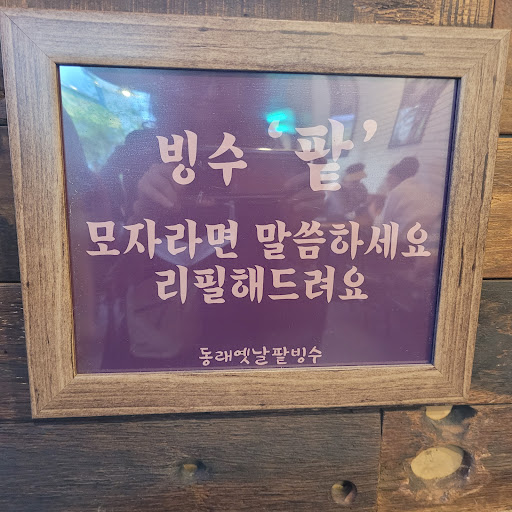 빙수 ‘팥’
모자라면 말씀하세요
리필해드려요
동래옛날팥빙수